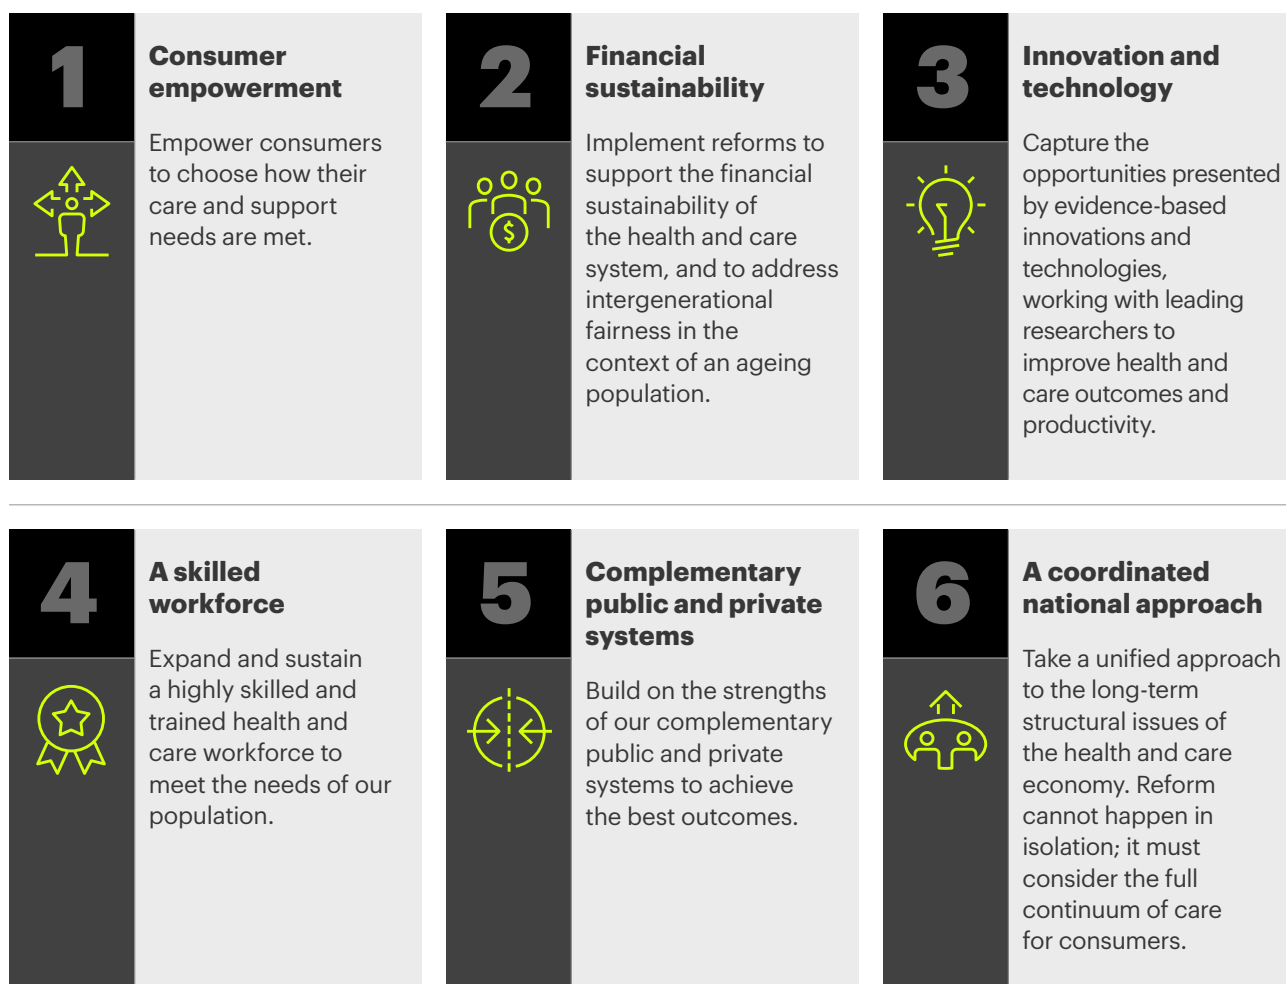 1
Consumer
empowerment
Empower consumers
to choose how their
care and support
needs are met.
2
Financial
sustainability
Implement reforms to
support the financial
sustainability of
the health and care
system, and to address
intergenerational
fairness in the
context of an ageing
population.
$
3
Innovation and
technology
Capture the
opportunities presented
by evidence-based
innovations and
technologies,
working with leading
researchers to
improve health and
care outcomes and
productivity.
4
A skilled
workforce
Expand and sustain
a highly skilled and
trained health and
care workforce to
meet the needs of our
population.
5
Complementary
public and private
systems
Build on the strengths
of our complementary
public and private
systems to achieve
the best outcomes.
6
A coordinated
national approach
Take a unified approach
to the long-term
structural issues of
the health and care
economy. Reform
cannot happen in
isolation; it must
consider the full
continuum of care
for consumers.